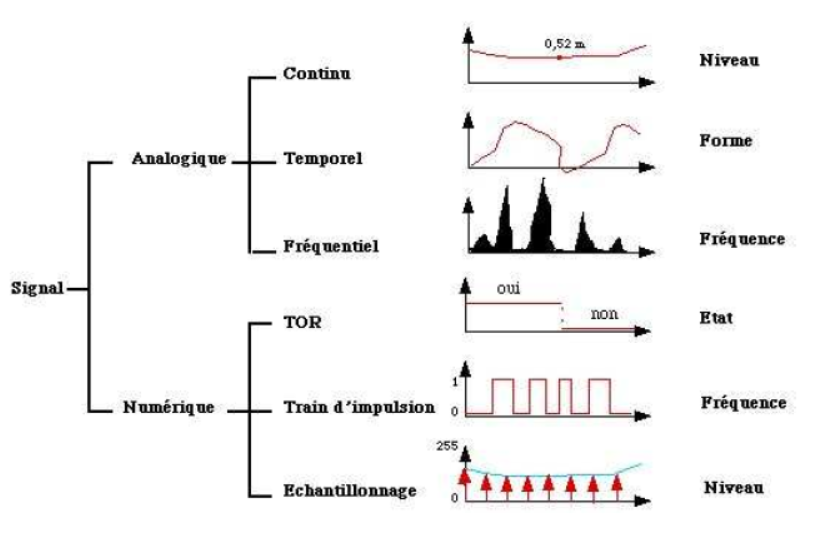 0,52 m
Continu
Niveau
Analogique
Temporel
Forme
Fréquentiel
Fréquence
Signal
oui
non
TOR
Etat
1
0
Numérique
Train d'impulsion
Fréquence
255
0
Echantillonnage
Niveau